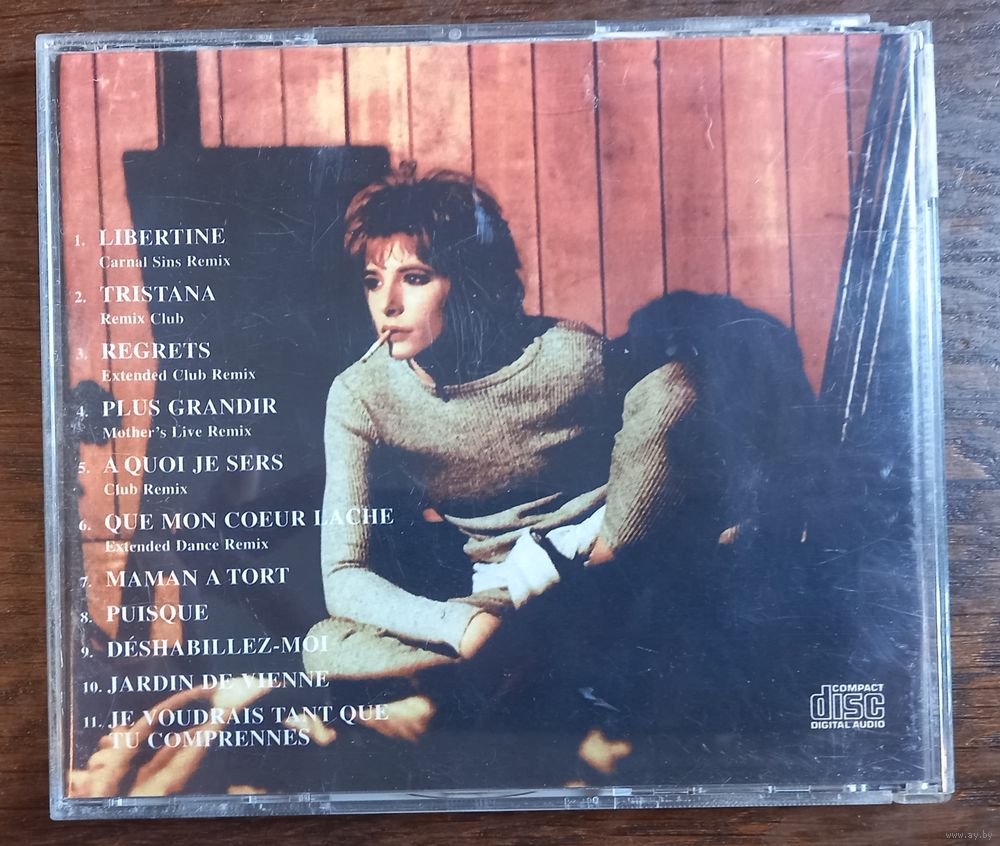 1. LIBERTINE
Carnal Sins Remix
2. TRISTANA
Remix Club
3. REGRETS
Extended Club Remix
4. PLUS GRANDIR
Mother's Live Remix
5. A QUOI JE SERS
Club Remix
6. QUE MON COEUR LACHE
Extended Dance Remix
7. MAMAN A TORT
8. PUISQUE
9. DÉSHABILLEZ-MOI
10. JARDIN DE VIENNE
11. JE VOUDRAIS TANT QUE
TU COMPRENNES
COMPACT
disc
DIGITAL AUDIO
www.ay.by